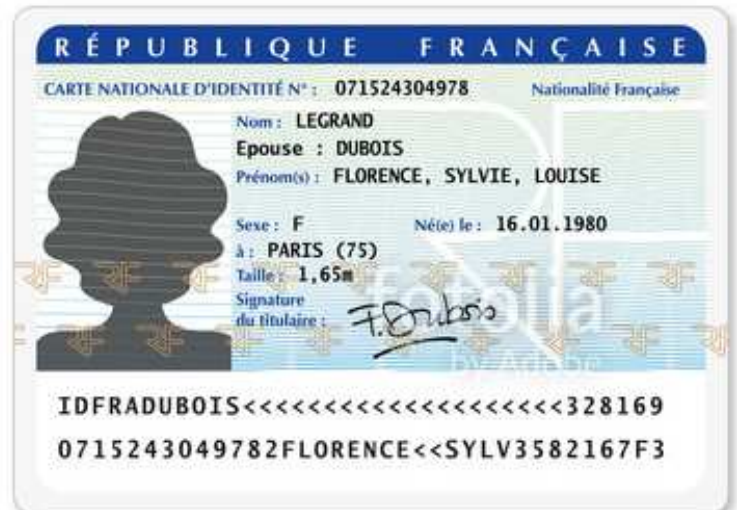 RÉPUBLIQUE FRANÇAISE
CARTE NATIONALE D'IDENTITÉ N° : 071524304978 Nationalité Française
Nom : LEGRAND
Epouse : DUBOIS
Prénom(s) : FLORENCE, SYLVIE, LOUISE
Sexe : F Né(e) le : 16.01.1980
à : PARIS (75)
Taille : 1,65m
Signature
du titulaire : F.Dubois
fotolia
by Adobe
IDFRADUBOIS<<<<<<<<<<<<<<<<<<<<328169
0715243049782FLORENCE<<SYLV3582167F3